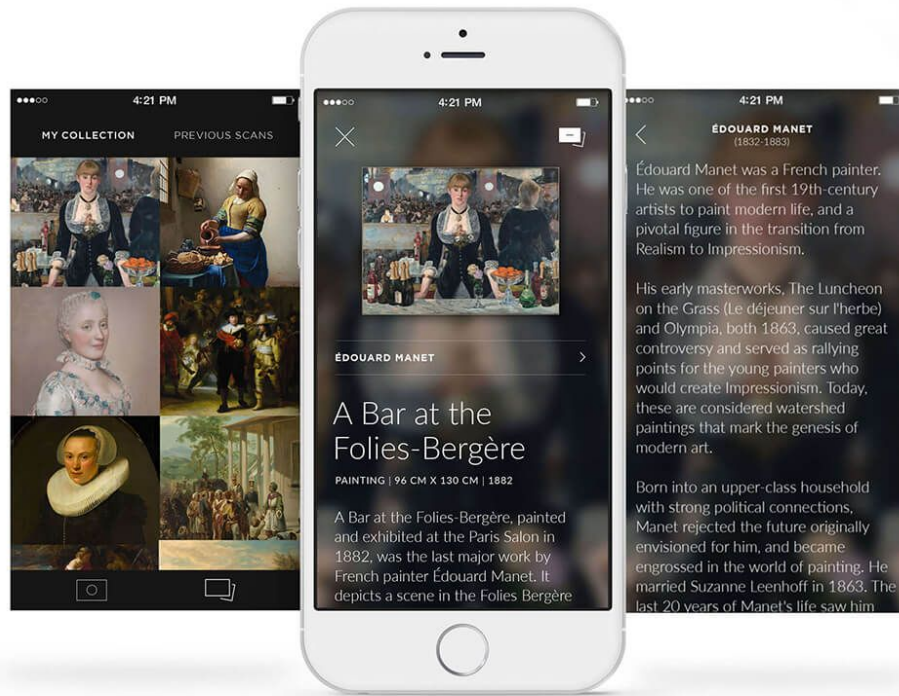 4:21 PM
MY COLLECTION PREVIOUS SCANS
4:21 PM
ÉDOUARD MANET
A Bar at the
Folies-Bergère
PAINTING | 96 CM X 130 CM | 1882
A Bar at the Folies-Bergère, painted
and exhibited at the Paris Salon in
1882, was the last major work by
French painter Édouard Manet. It
depicts a scene in the Folies Bergère
4:21 PM
ÉDOUARD MANET
(1832-1883)
Édouard Manet was a French painter.
He was one of the first 19th-century
artists to paint modern life, and a
pivotal figure in the transition from
Realism to Impressionism.
His early masterworks, The Luncheon
on the Grass (Le déjeuner sur l'herbe)
and Olympia, both 1863, caused great
controversy and served as rallying
points for the young painters who
would create Impressionism. Today,
these are considered watershed
paintings that mark the genesis of
modern art.
Born into an upper-class household
with strong political connections,
Manet rejected the future originally
envisioned for him, and became
engrossed in the world of painting. He
married Suzanne Leenhoff in 1863. The
last 20 years of Manet's life saw him